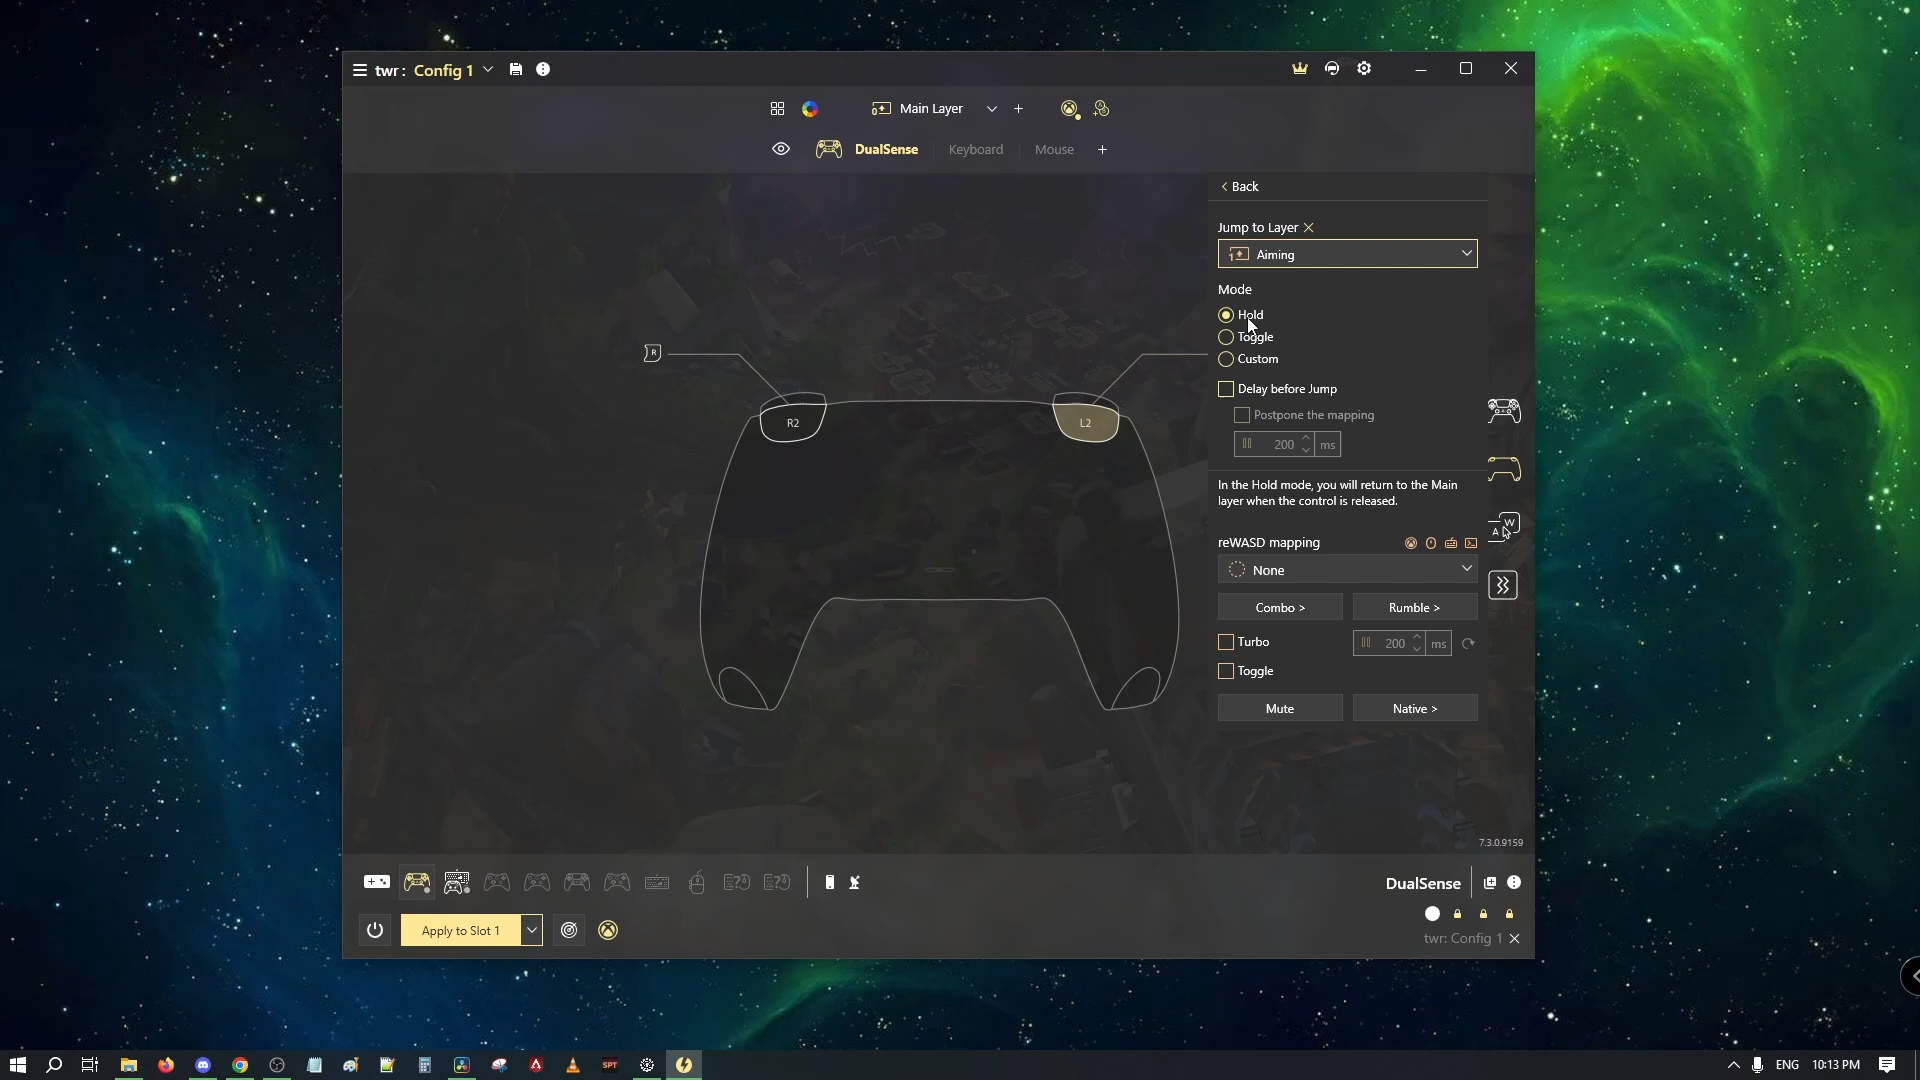 twr: Config 1
Main Layer
DualSense
Keyboard
Mouse
Back
Jump to Layer
1 Aiming
Mode
Hold
Toggle
Custom
Delay before Jump
Postpone the mapping
200 ms
In the Hold mode, you will return to the Main
layer when the control is released.
R
R2
L2
A W
reWASD mapping
None
Combo >
Rumble >
Turbo
200 ms
Toggle
Mute
Native >
7.3.0.9159
DualSense
Apply to Slot 1
twr: Config 1
SPT
ENG
10:13 PM